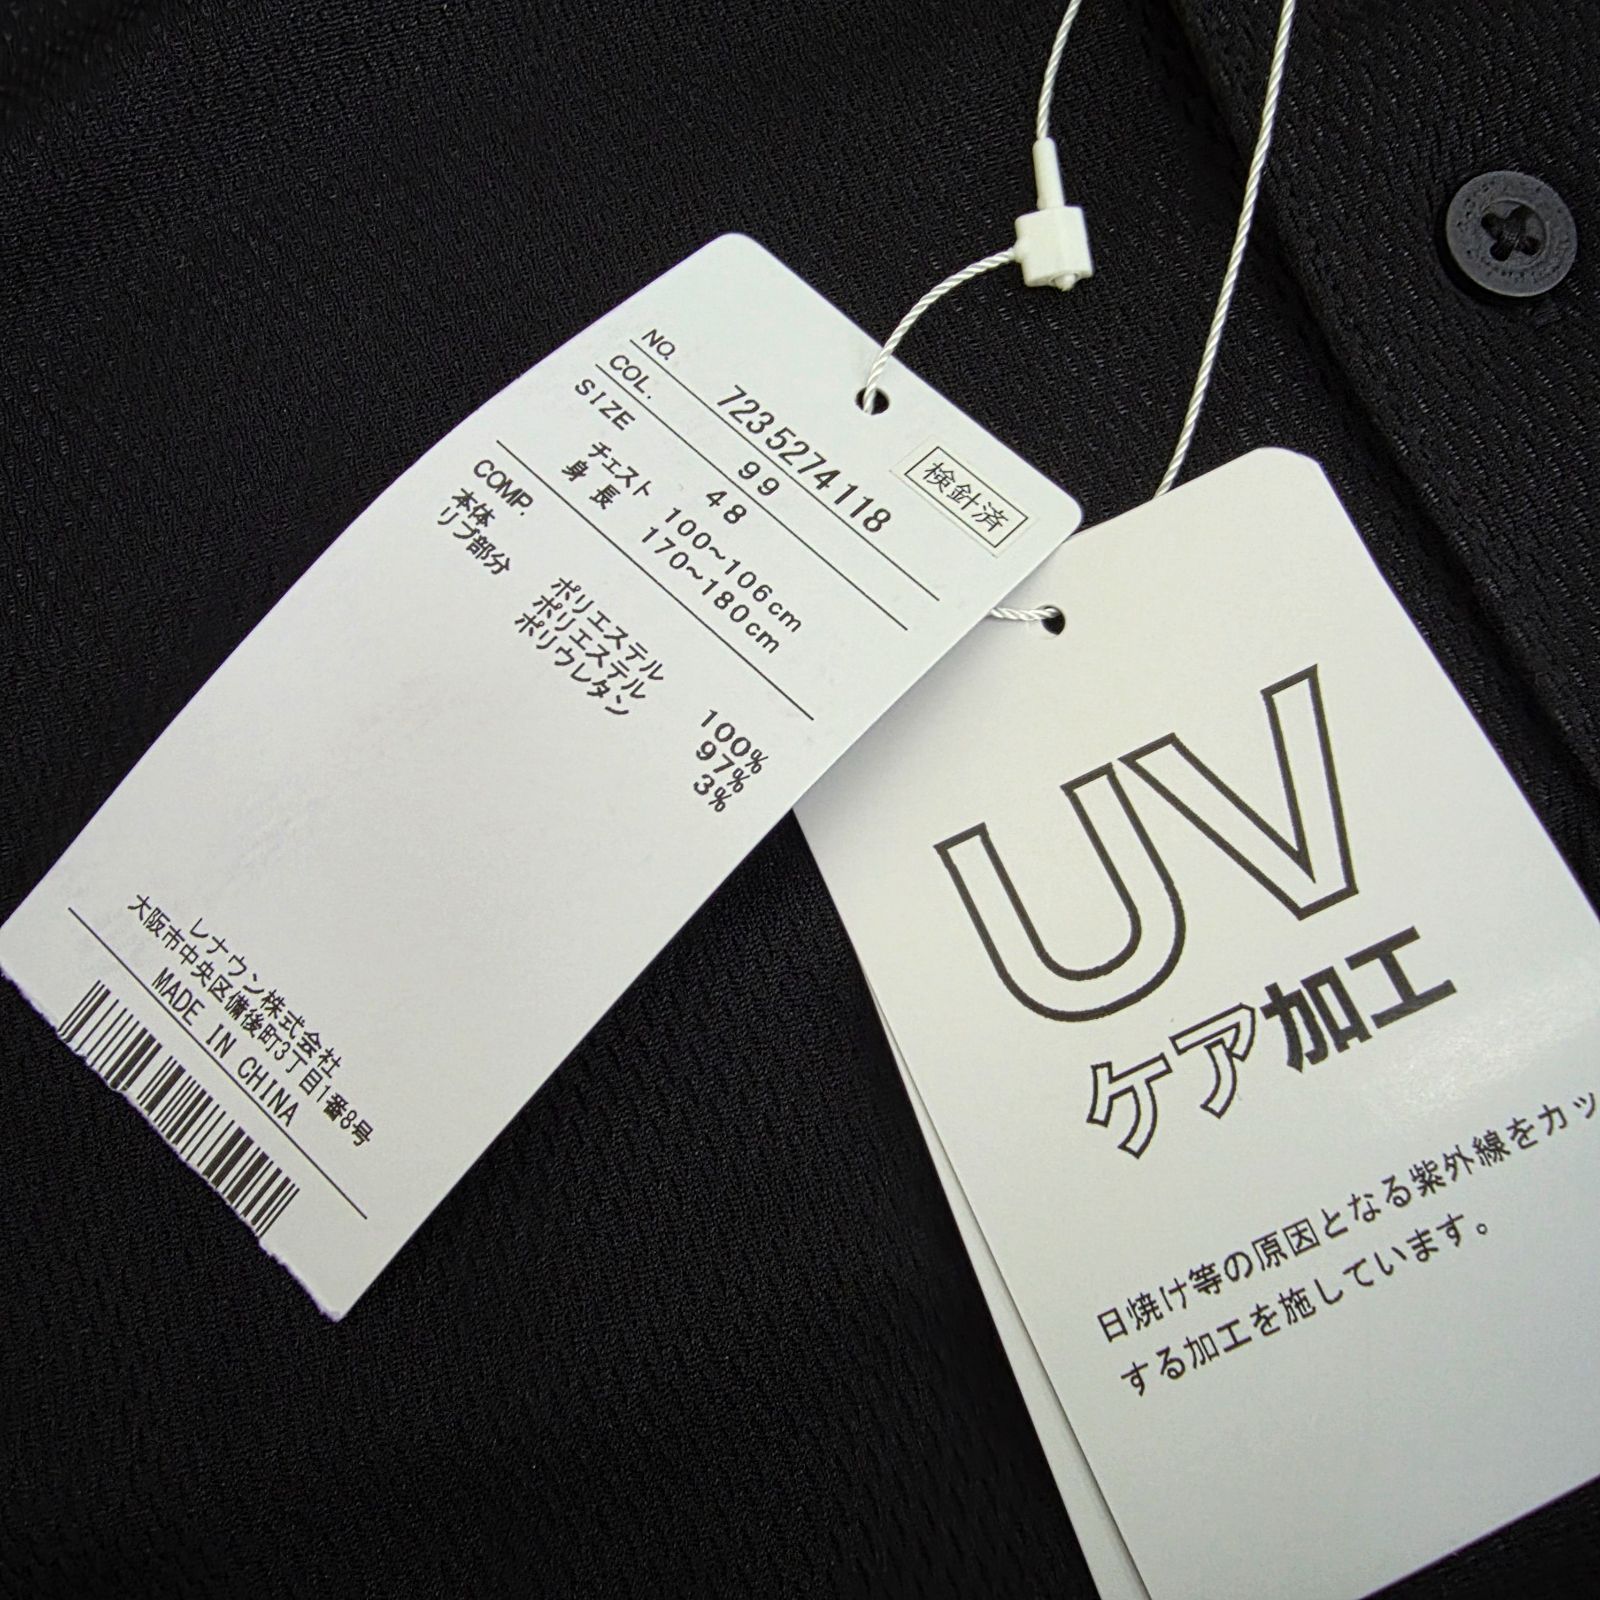 NO. 7235274118
COL. 99
SIZE 48
チェスト 100~106cm
身長 170~180cm
COMP.
本体 ポリエステル 100%
リブ部分 ポリエステル 97%
ポリウレタン 3%
レナウン株式会社
大阪市中央区備後町3丁目1番8号
MADE IN CHINA
検針済
UV
ケア加工
日焼け等の原因となる紫外線をカッ
する加工を施しています。